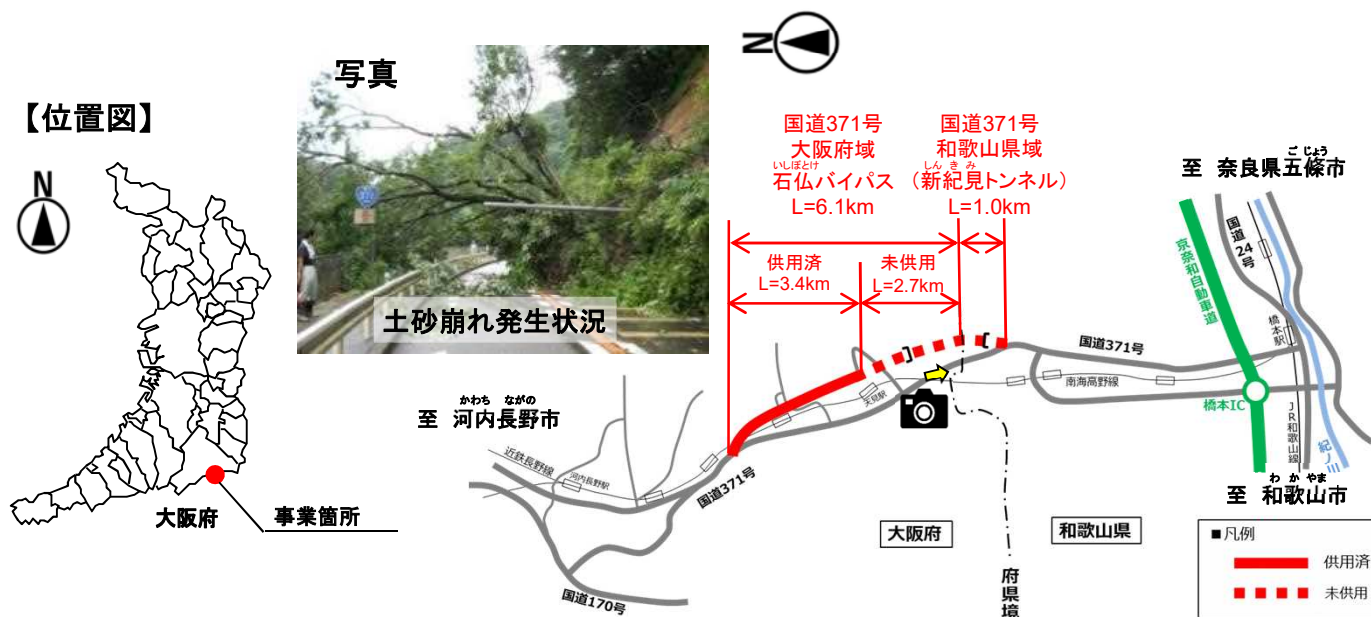 【位置図】
N
大阪府
事業箇所
写真
土砂崩れ発生状況
N
国道371号
大阪府域
いしぼとけ
石仏バイパス
L=6.1km
国道371号
和歌山県域
しんきみ
（新紀見トンネル）
L=1.0km
供用済
L=3.4km
未供用
L=2.7km
ごじょう
至 奈良県五條市
国道24号
京奈和自動車道
橋本駅
国道371号
南海高野線
橋本IC
JR和歌山線
紀ノ川
わかやま
至 和歌山市
かわち ながの
至 河内長野市
近鉄長野線
河内長野駅
天見駅
国道371号
国道170号
大阪府
和歌山県
府県境
■凡例
供用済
未供用